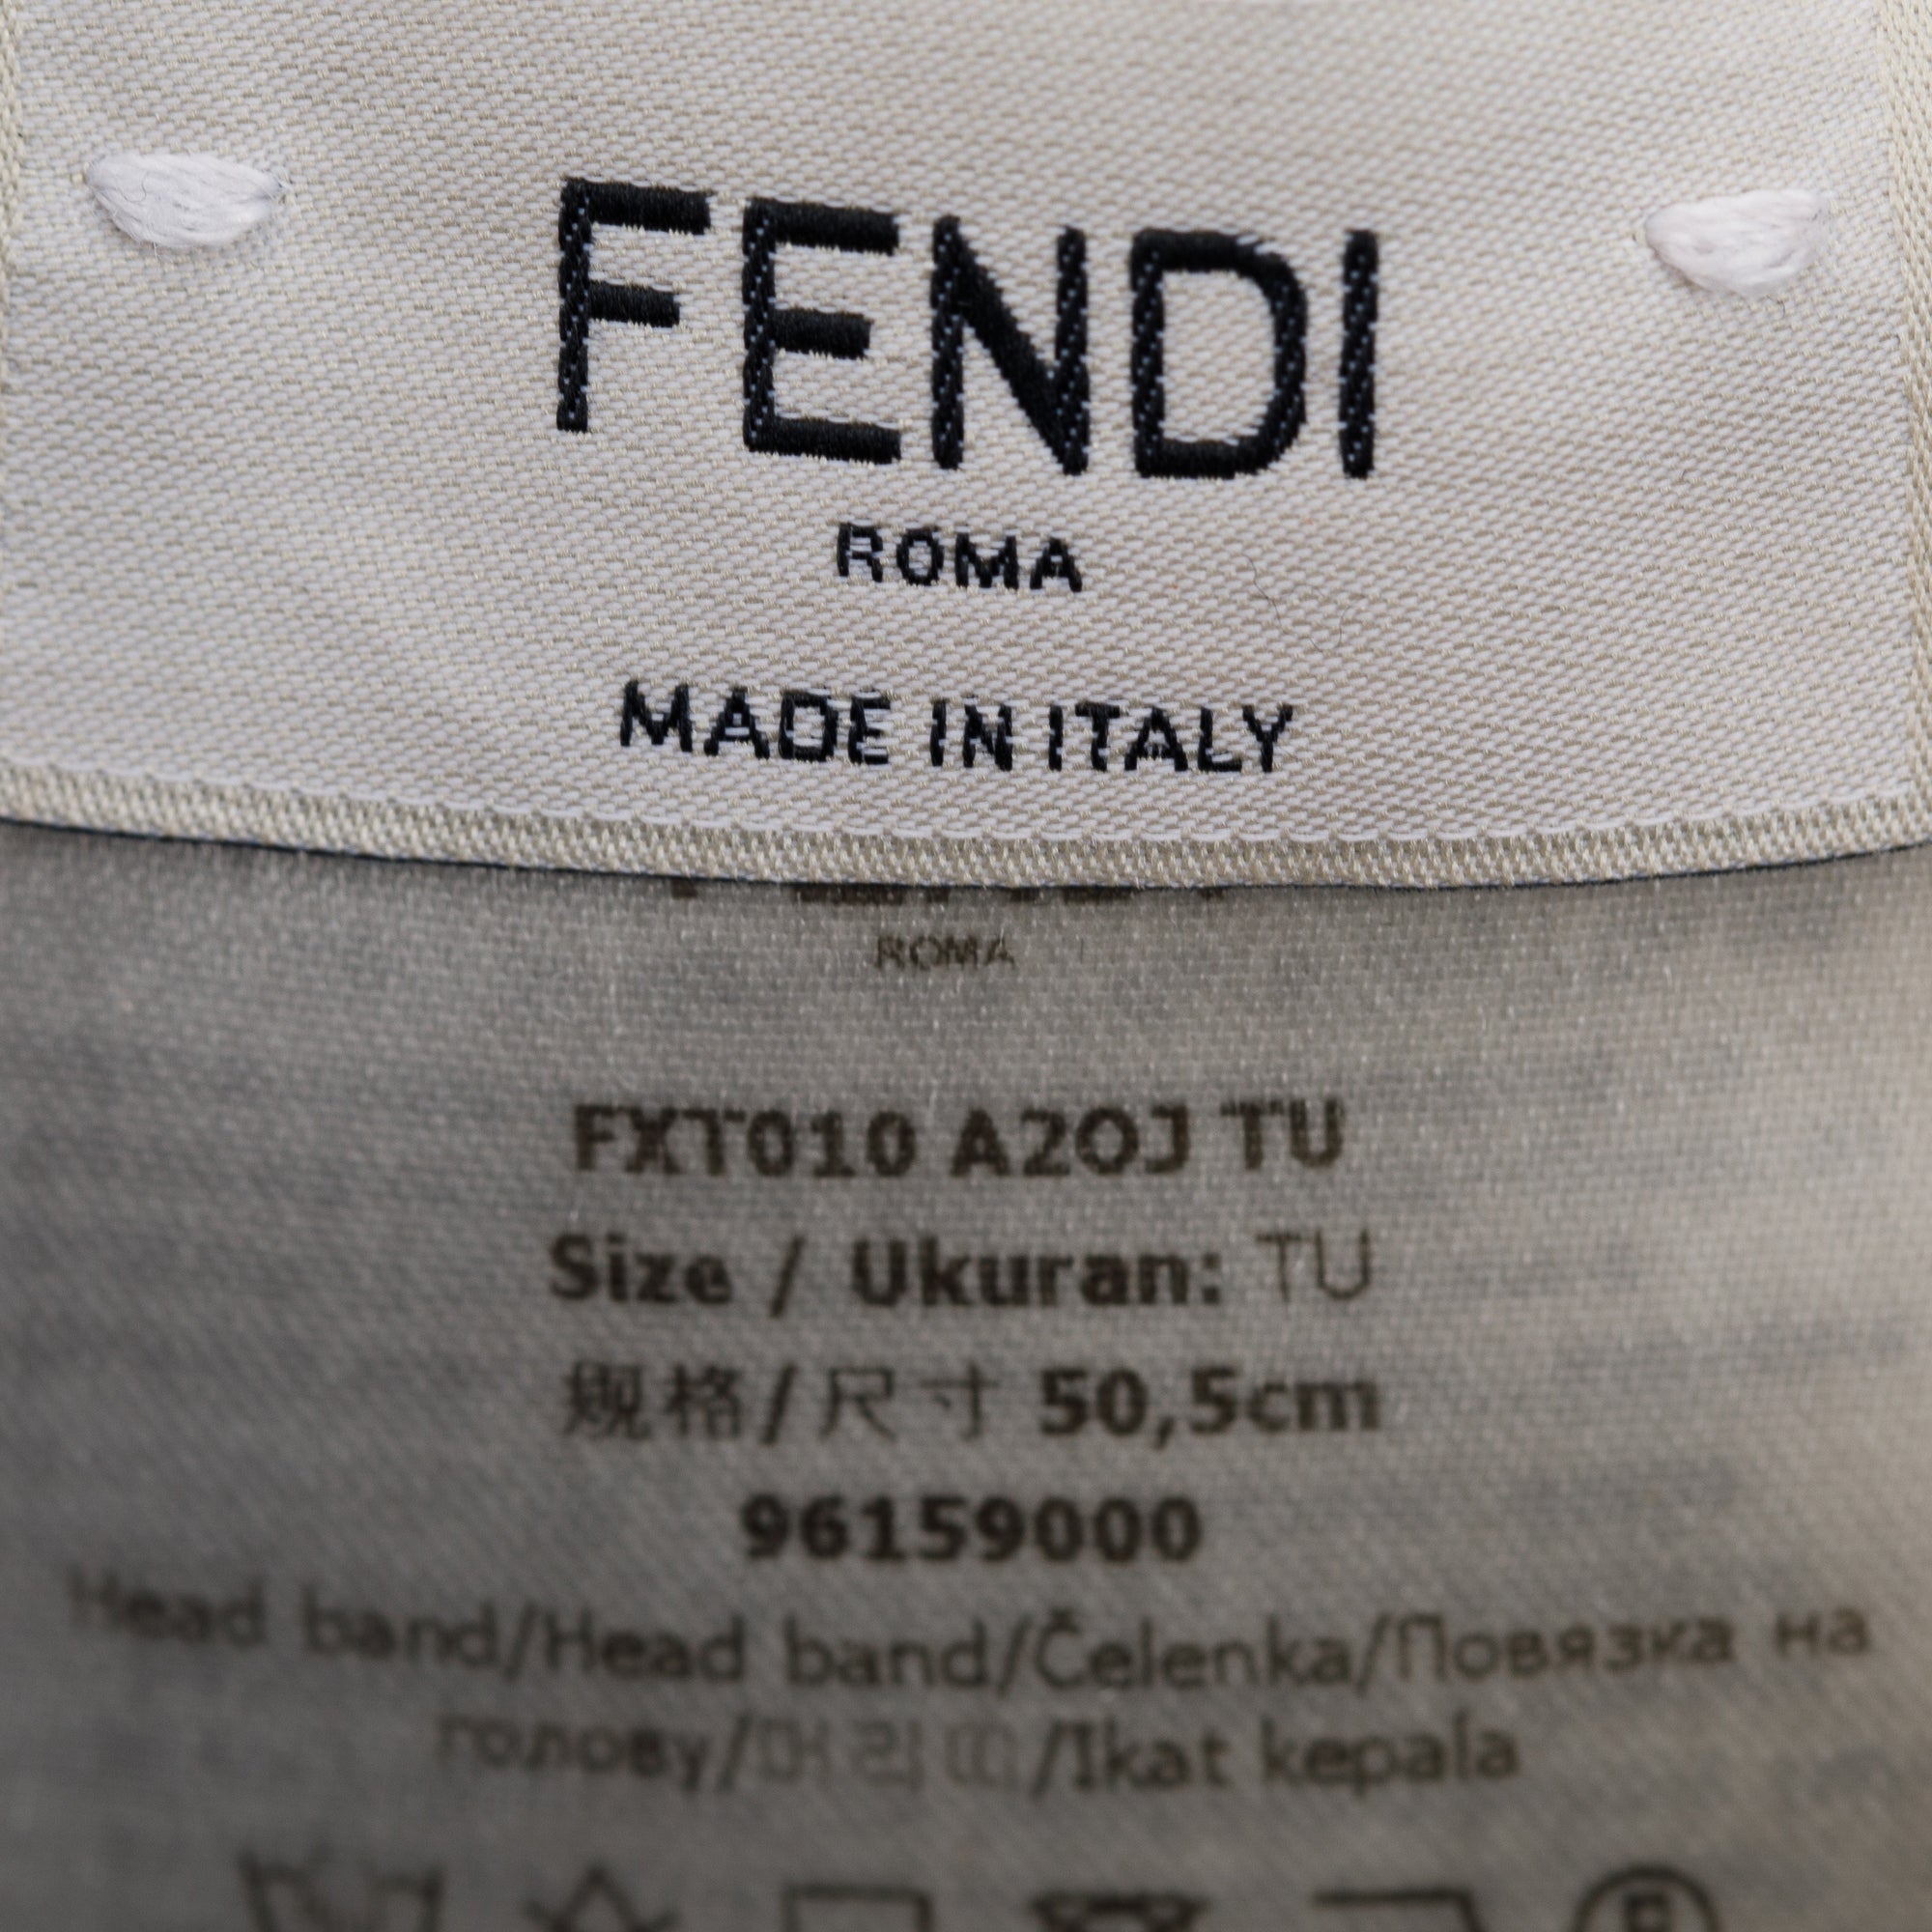 FENDI
ROMA
MADE IN ITALY
ROMA
FXT010 A2OJ TU
Size / Ukuran: TU
规格/尺寸 50,5cm
96159000
Head band/Head band/Čelenka/Повязка на
голову/머리띠/Ikat kepala